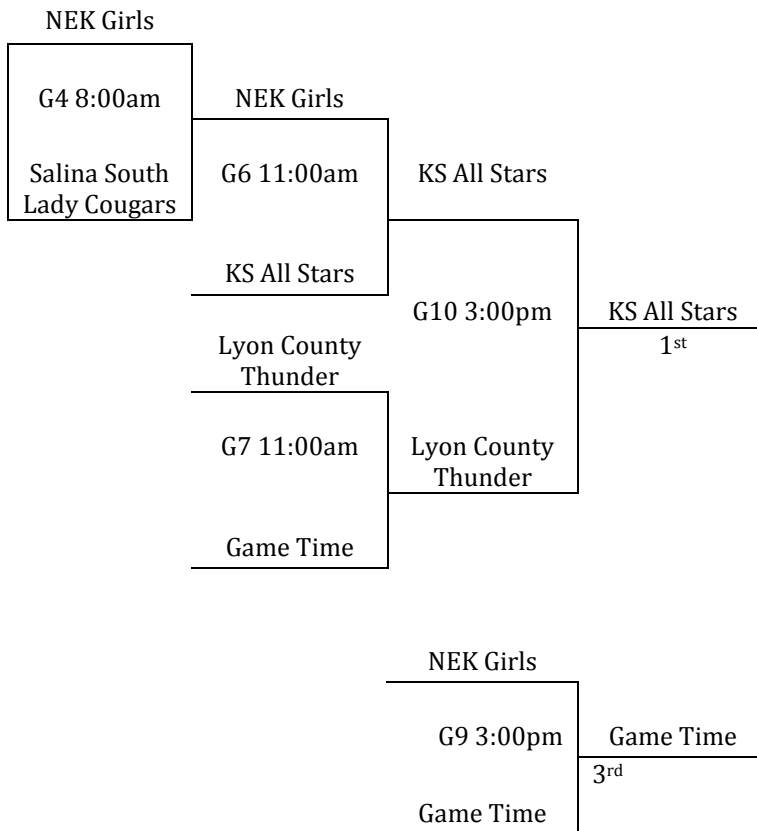 NEK Girls
G4 8:00am
NEK Girls
Salina South
Lady Cougars
G6 11:00am
KS All Stars
KS All Stars
G10 3:00pm
KS All Stars
1st
Lyon County
Thunder
G7 11:00am
Lyon County
Thunder
Game Time
NEK Girls
G9 3:00pm
Game Time
3rd
Game Time